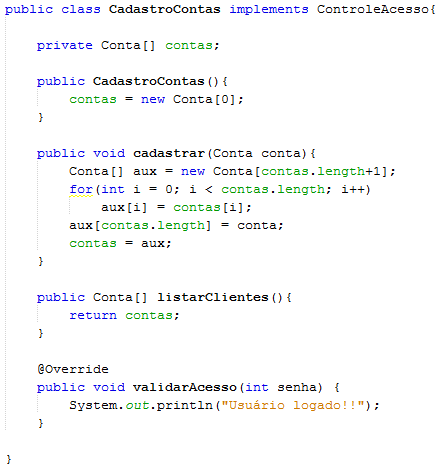 public class CadastroContas implements ControleAcesso{
private Conta[] contas;
public CadastroContas(){
contas = new Conta[0];
}
public void cadastrar(Conta conta){
Conta[] aux = new Conta[contas.length+1];
for(int i = 0; i < contas.length; i++)
aux[i] = contas[i];
aux[contas.length] = conta;
contas = aux;
}
public Conta[] listarClientes(){
return contas;
}
@Override
public void validarAcesso(int senha) {
System.out.println("Usuário logado!!");
}
}